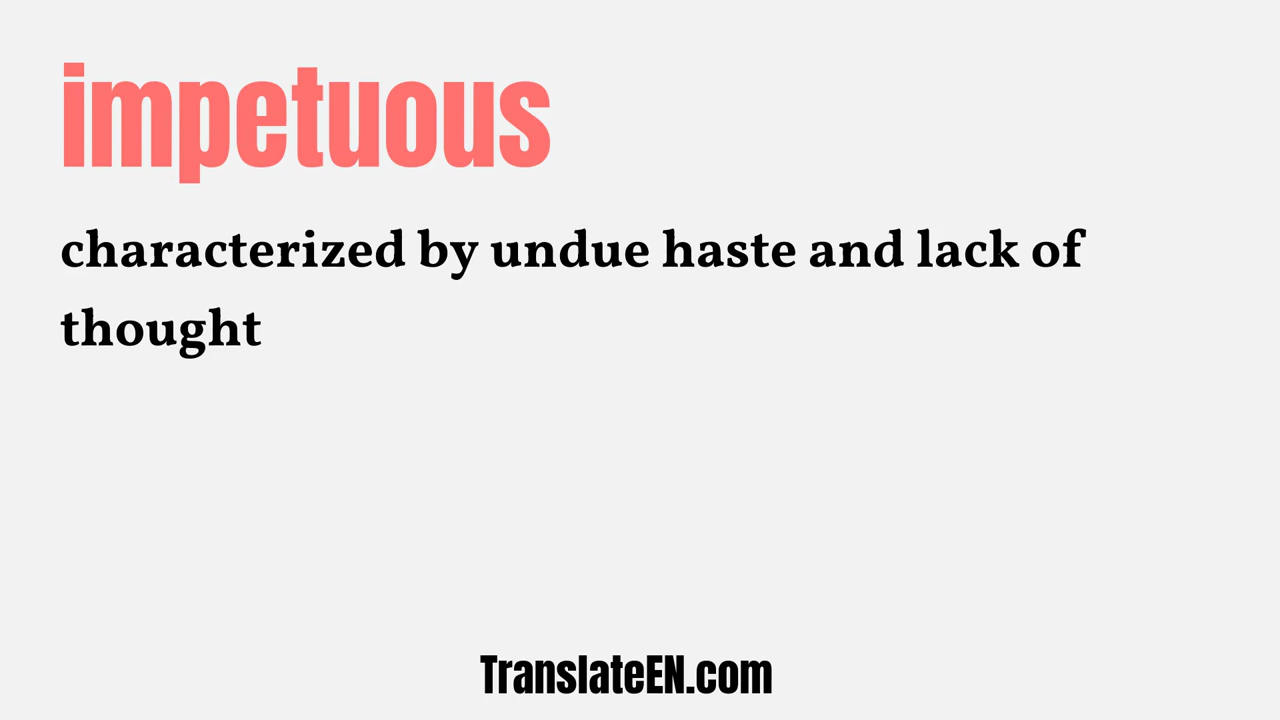 impetuous
characterized by undue haste and lack of
thought
TranslateEN.com